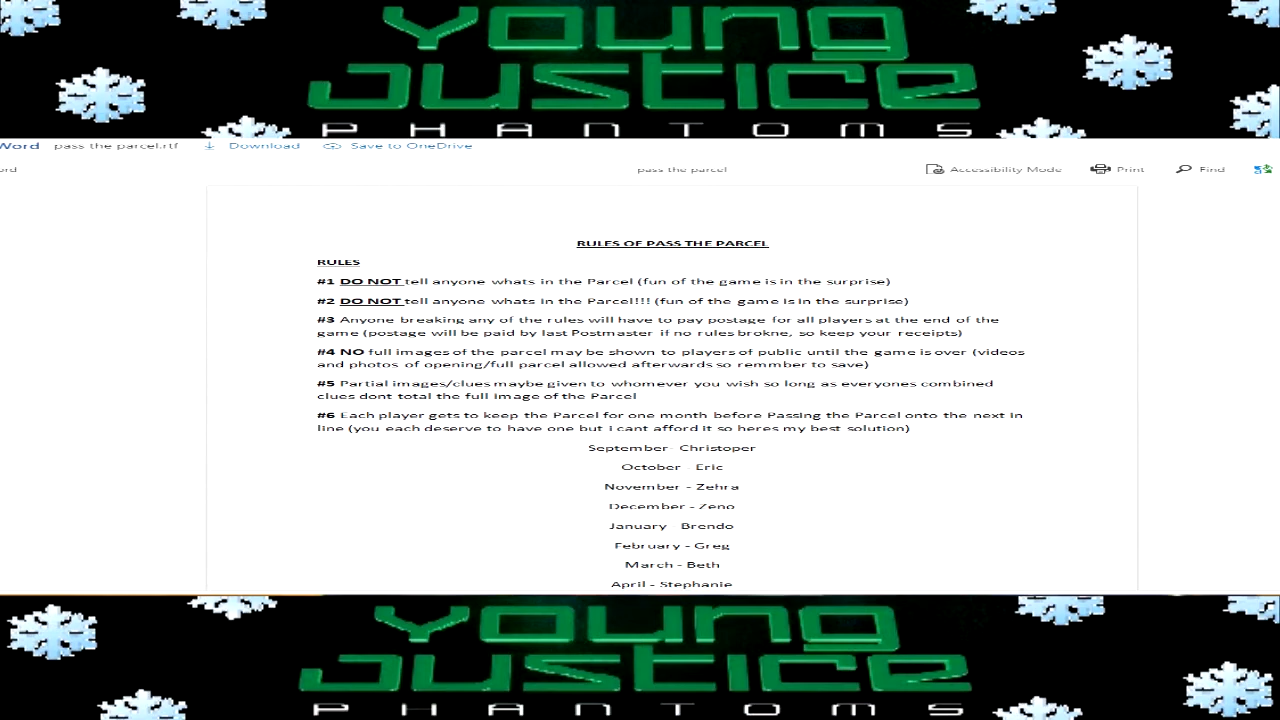 Young
Justice
PHANTOMS
Word pass the parcel.rtf Download Save to OneDrive
ord pass the parcel Accessibility Mode Print Find
RULES OF PASS THE PARCEL
RULES
#1 DO NOT tell anyone whats in the Parcel (fun of the game is in the surprise)
#2 DO NOT tell anyone whats in the Parcel!!! (fun of the game is in the surprise)
#3 Anyone breaking any of the rules will have to pay postage for all players at the end of the
game (postage will be paid by last Postmaster if no rules brokne, so keep your receipts)
#4 NO full images of the parcel may be shown to players of public until the game is over (videos
and photos of opening/full parcel allowed afterwards so remmber to save)
#5 Partial images/clues maybe given to whomever you wish so long as everyones combined
clues dont total the full image of the Parcel
#6 Each player gets to keep the Parcel for one month before Passing the Parcel onto the next in
line (you each deserve to have one but i cant afford it so heres my best solution)
September - Christoper
October - Eric
November - Zehra
December - Zeno
January - Brendo
February - Greg
March - Beth
April - Stephanie
Young
Justice
PHANTOMS